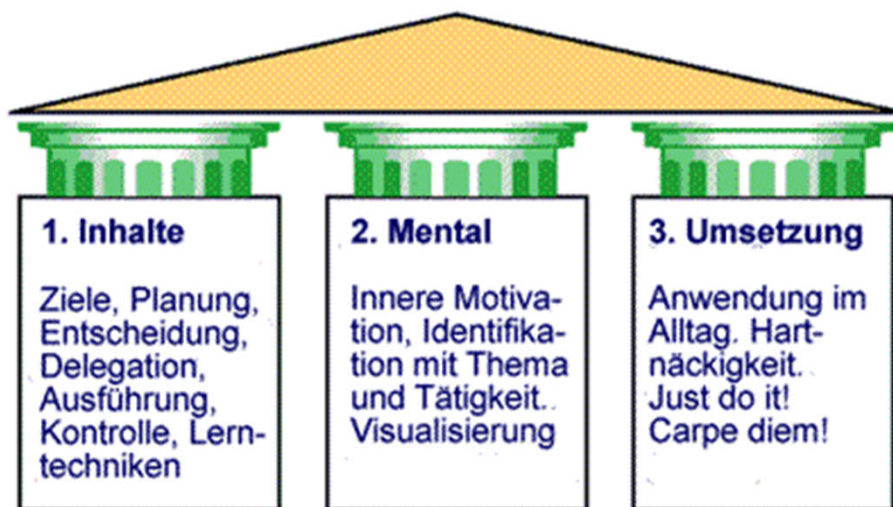 1. Inhalte
Ziele, Planung,
Entscheidung,
Delegation,
Ausführung,
Kontrolle, Lern-
techniken
2. Mental
Innere Motiva-
tion, Identifika-
tion mit Thema
und Tätigkeit.
Visualisierung
3. Umsetzung
Anwendung im
Alltag. Hart-
näckigkeit.
Just do it!
Carpe diem!